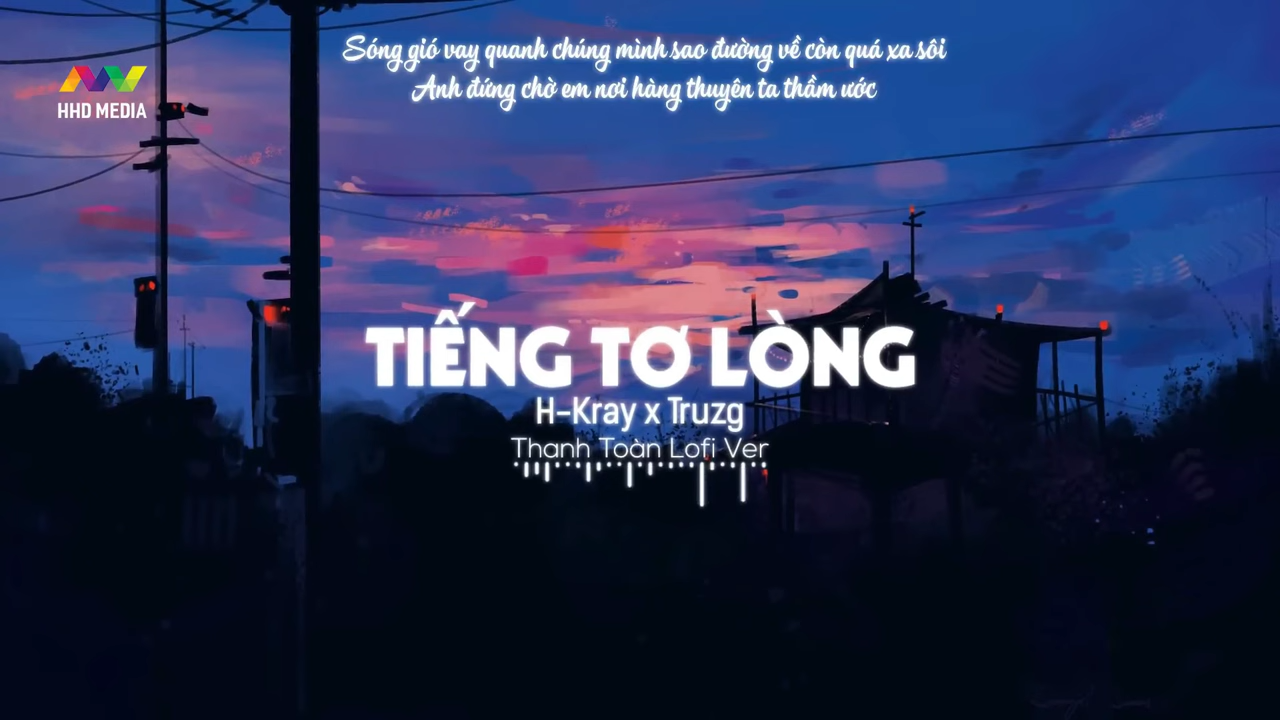 Sóng gió vay quanh chúng mình sao đường về còn quá xa sôi
Anh đứng chờ em nơi hàng thuyên ta thầm ước
HHD MEDIA
TIẾNG TƠ LÒNG
H-Kray x Truzg
Thanh Toàn Lofi Ver